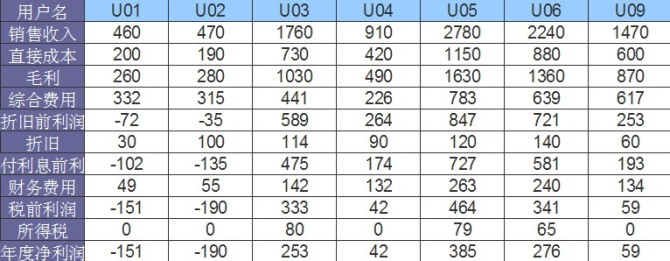 用户名 U01 U02 U03 U04 U05 U06 U09
销售收入 460 470 1760 910 2780 2240 1470
直接成本 200 190 730 420 1150 880 600
毛利 260 280 1030 490 1630 1360 870
综合费用 332 315 441 226 783 639 617
折旧前利润 -72 -35 589 264 847 721 253
折旧 30 100 114 90 120 140 60
付利息前利 -102 -135 475 174 727 581 193
财务费用 49 55 142 132 263 240 134
税前利润 -151 -190 333 42 464 341 59
所得税 0 0 80 0 79 65 0
年度净利润 -151 -190 253 42 385 276 59